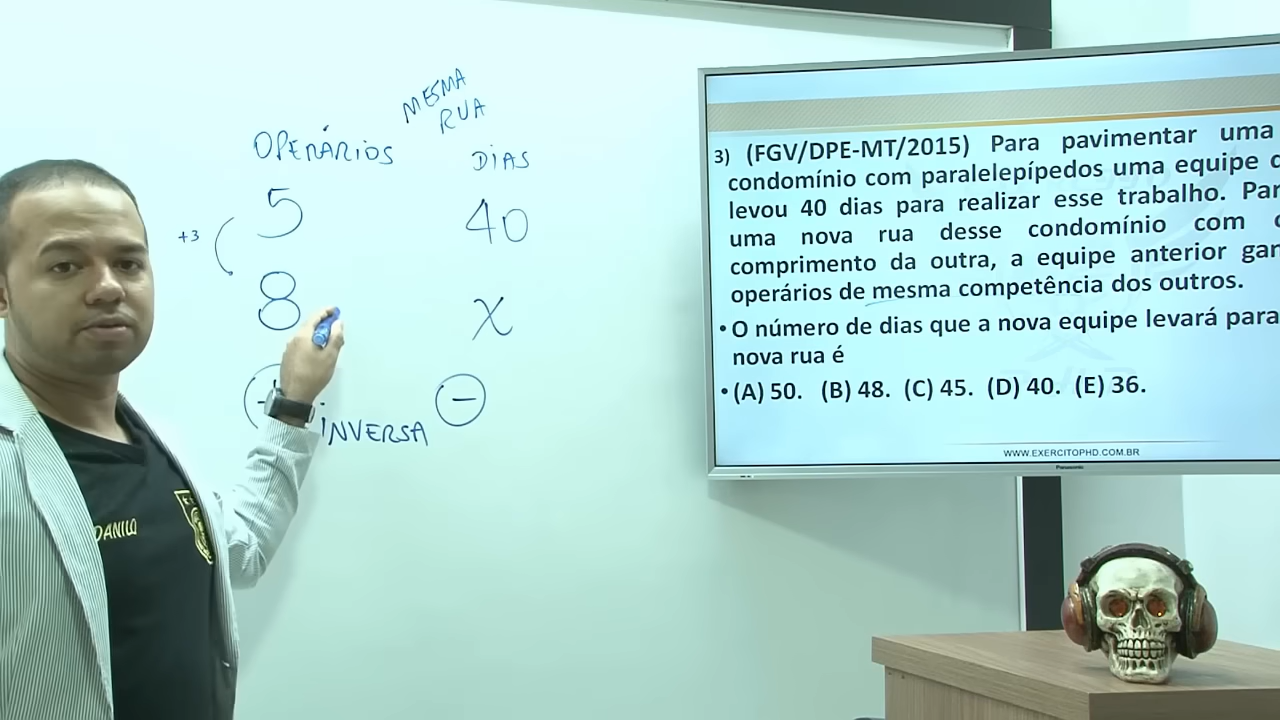 MESMA
RUA
OPERÁRIOS
DIAS
5
40
+3
8
x
INVERSA
−
DANILO
3) (FGV/DPE-MT/2015) Para pavimentar uma
condomínio com paralelepípedos uma equipe
levou 40 dias para realizar esse trabalho.
uma nova rua desse condomínio com
comprimento da outra, a equipe anterior
operários de mesma competência dos outros.
• O número de dias que a nova equipe levará para
nova rua é
• (A) 50. (B) 48. (C) 45. (D) 40. (E) 36.
WWW.EXERCITOPHD.COM.BR
Panasonic